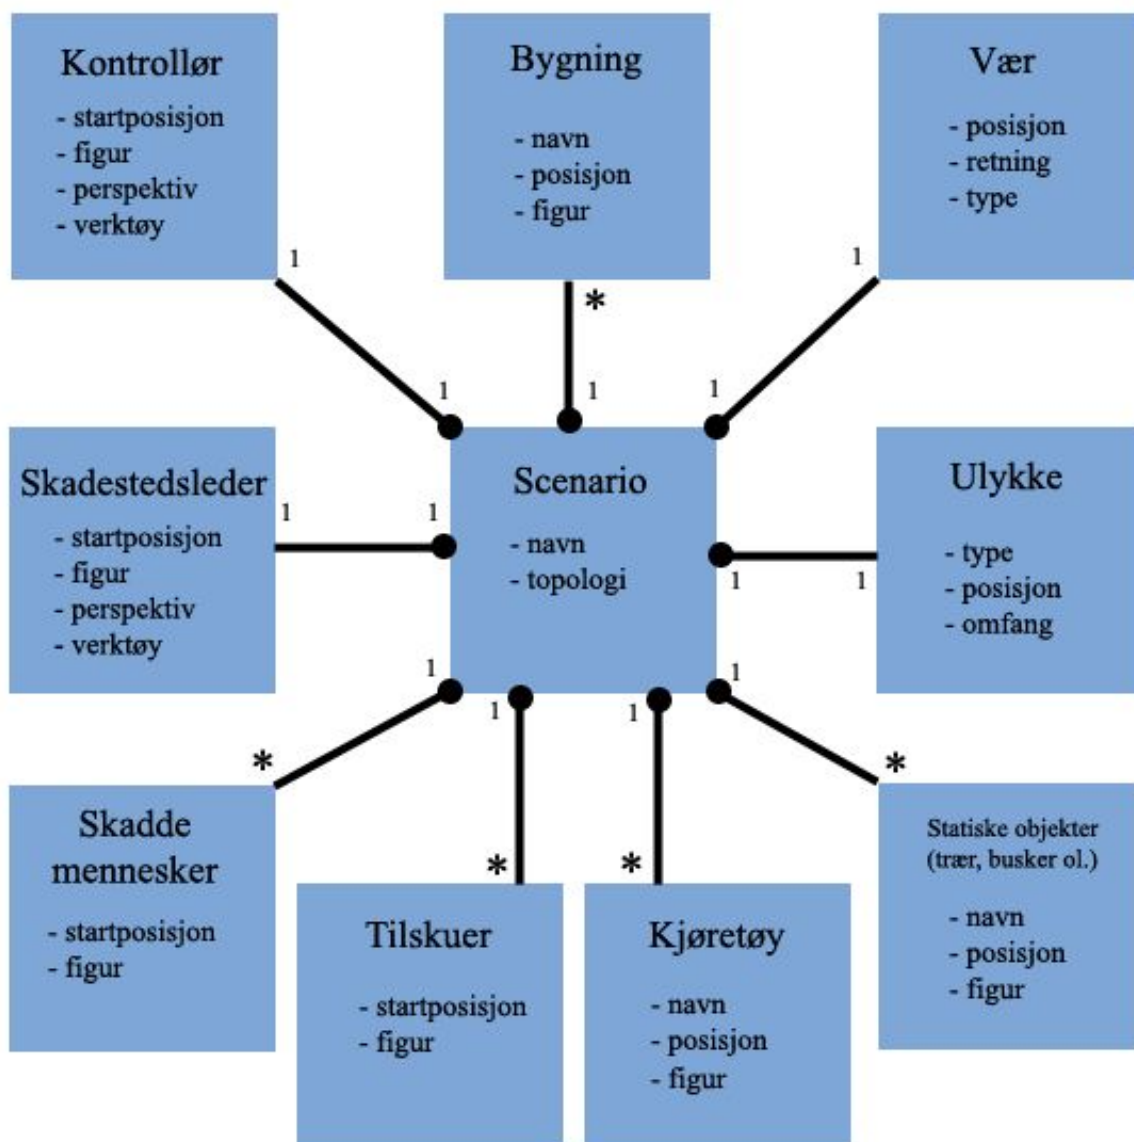 Kontrollør
- startposisjon
- figur
- perspektiv
- verktøy
1
1
Bygning
- navn
- posisjon
- figur
*
1
Vær
- posisjon
- retning
- type
1
1
Skadestedsleder
- startposisjon
- figur
- perspektiv
- verktøy
1
1
Scenario
- navn
- topologi
Ulykke
- type
- posisjon
- omfang
1
1
Skadde
mennesker
- startposisjon
- figur
1
*
Tilskuer
- startposisjon
- figur
1
*
Kjøretøy
- navn
- posisjon
- figur
1
*
Statiske objekter
(trær, busker ol.)
- navn
- posisjon
- figur
1
*